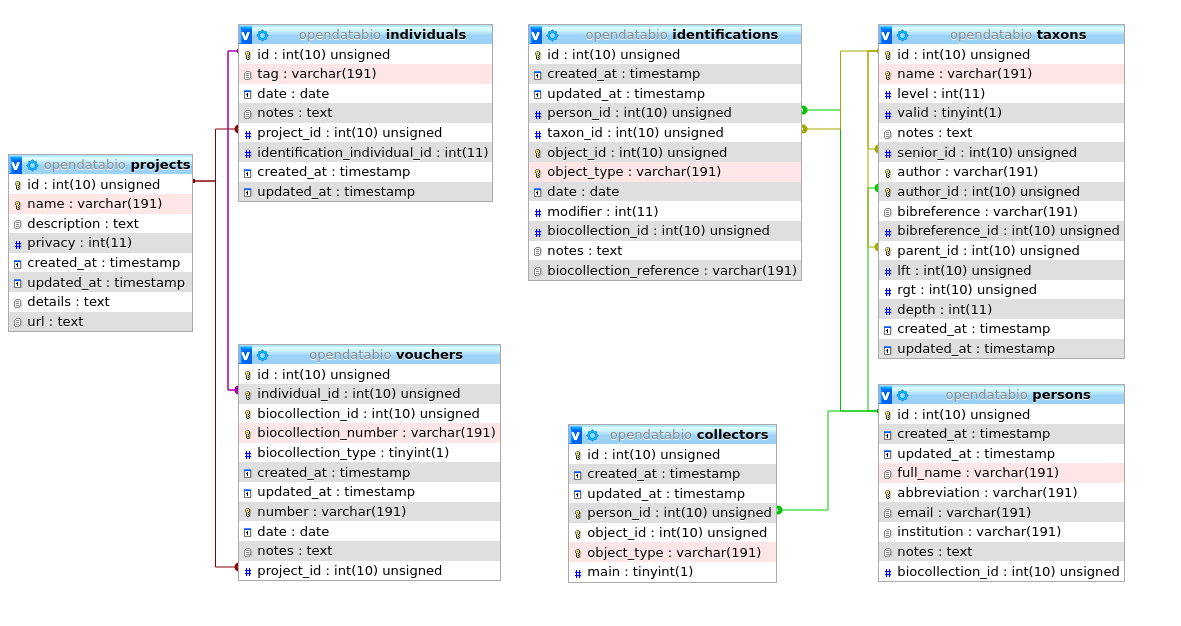 opendatabio projects
id : int(10) unsigned
name : varchar(191)
description : text
privacy : int(11)
created_at : timestamp
updated_at : timestamp
details : text
url : text
v opendatabio individuals
id : int(10) unsigned
tag : varchar(191)
date : date
notes : text
project_id : int(10) unsigned
identification_individual_id : int(11)
created_at : timestamp
updated_at : timestamp
v opendatabio vouchers
id : int(10) unsigned
individual_id : int(10) unsigned
biocollection_id : int(10) unsigned
biocollection_number : varchar(191)
biocollection_type : tinyint(1)
created_at : timestamp
updated_at : timestamp
number : varchar(191)
date : date
notes : text
project_id : int(10) unsigned
v opendatabio identifications
id : int(10) unsigned
created_at : timestamp
updated_at : timestamp
person_id : int(10) unsigned
taxon_id : int(10) unsigned
object_id : int(10) unsigned
object_type : varchar(191)
date : date
modifier : int(11)
biocollection_id : int(10) unsigned
notes : text
biocollection_reference : varchar(191)
v opendatabio collectors
id : int(10) unsigned
created_at : timestamp
updated_at : timestamp
person_id : int(10) unsigned
object_id : int(10) unsigned
object_type : varchar(191)
main : tinyint(1)
v opendatabio taxons
id : int(10) unsigned
name : varchar(191)
level : int(11)
valid : tinyint(1)
notes : text
senior_id : int(10) unsigned
author : varchar(191)
author_id : int(10) unsigned
bibreference : varchar(191)
bibreference_id : int(10) unsigned
parent_id : int(10) unsigned
lft : int(10) unsigned
rgt : int(10) unsigned
depth : int(11)
created_at : timestamp
updated_at : timestamp
v opendatabio persons
id : int(10) unsigned
created_at : timestamp
updated_at : timestamp
full_name : varchar(191)
abbreviation : varchar(191)
email : varchar(191)
institution : varchar(191)
notes : text
biocollection_id : int(10) unsigned